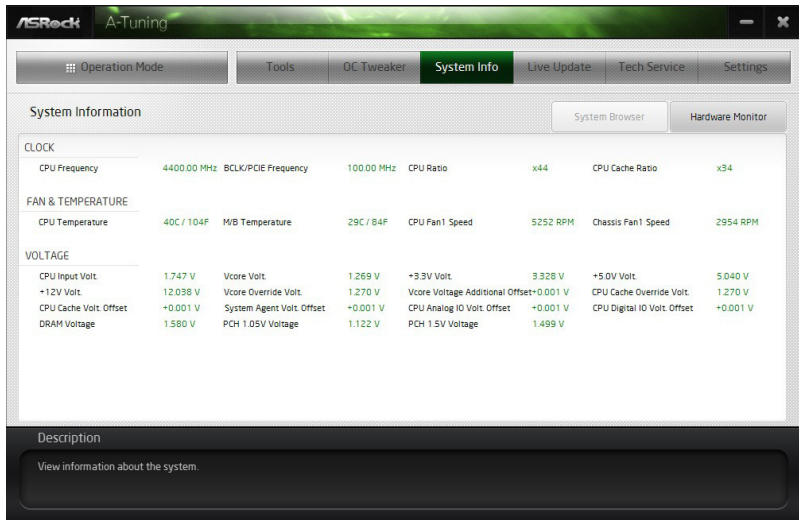 ASRock A-Tuning
Operation Mode Tools OC Tweaker System Info Live Update Tech Service Settings
System Information System Browser Hardware Monitor
CLOCK
CPU Frequency 4400.00 MHz BCLK/PCIE Frequency 100.00 MHz CPU Ratio x44 CPU Cache Ratio x34
FAN & TEMPERATURE
CPU Temperature 40C / 104F M/B Temperature 29C / 84F CPU Fan1 Speed 5252 RPM Chassis Fan1 Speed 2954 RPM
VOLTAGE
CPU Input Volt. 1.747 V Vcore Volt. 1.269 V +3.3V Volt. 3.328 V +5.0V Volt. 5.040 V
+12V Volt. 12.038 V Vcore Override Volt. 1.270 V Vcore Voltage Additional Offset +0.001 V CPU Cache Override Volt. 1.270 V
CPU Cache Volt. Offset +0.001 V System Agent Volt. Offset +0.001 V CPU Analog IO Volt. Offset +0.001 V CPU Digital IO Volt. Offset +0.001 V
DRAM Voltage 1.580 V PCH 1.05V Voltage 1.122 V PCH 1.5V Voltage 1.499 V
Description
View information about the system.